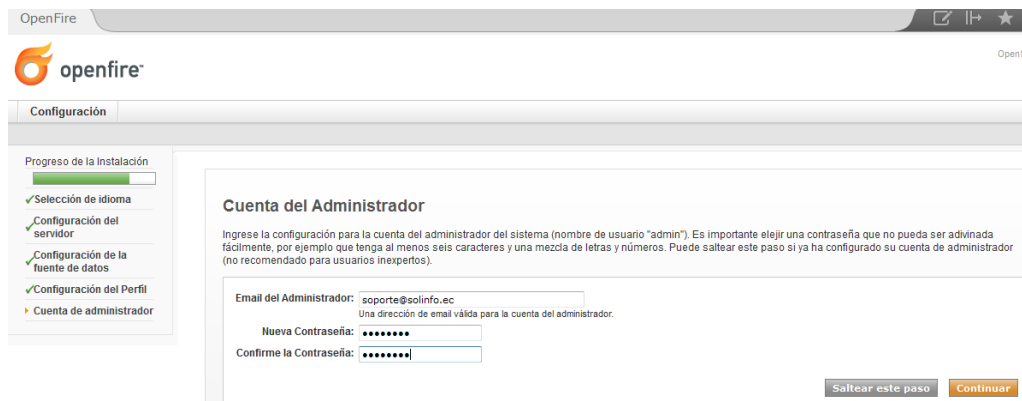 OpenFire
openfire™
Configuración
Progreso de la Instalación
Selección de idioma
Configuración del
servidor
Configuración de la
fuente de datos
Configuración del Perfil
Cuenta de administrador
Cuenta del Administrador
Ingrese la configuración para la cuenta del administrador del sistema (nombre de usuario "admin"). Es importante elejir una contraseña que no pueda ser adivinada
fácilmente, por ejemplo que tenga al menos seis caracteres y una mezcla de letras y números. Puede saltear este paso si ya ha configurado su cuenta de administrador
(no recomendado para usuarios inexpertos).
Email del Administrador: soporte@solinfo.ec
Una dirección de email válida para la cuenta del administrador.
Nueva Contraseña: ••••••••
Confirme la Contraseña: ••••••••
Saltear este paso Continuar